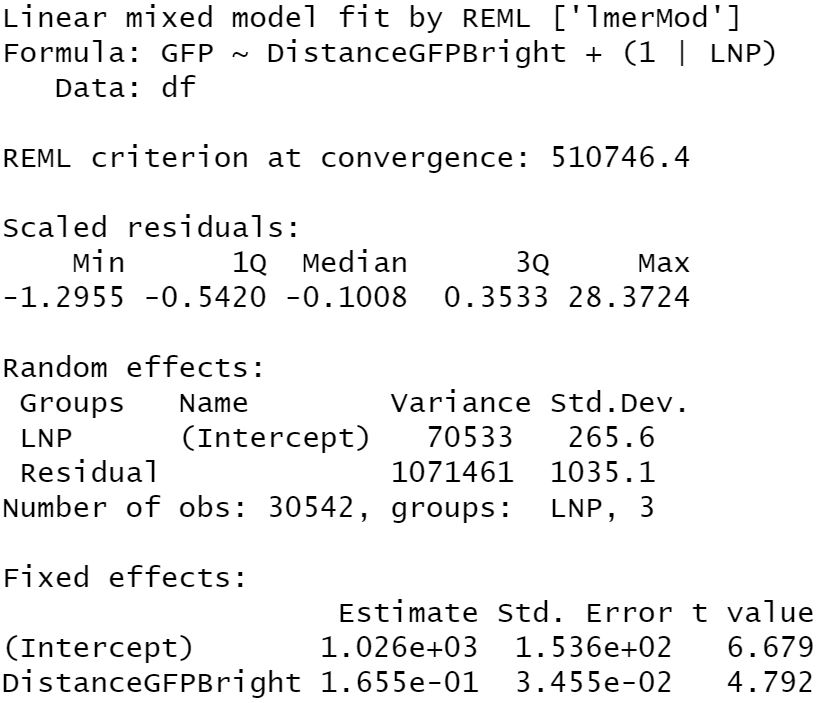 Linear mixed model fit by REML ['lmerMod']
Formula: GFP ~ DistanceGFPBright + (1 | LNP)
   Data: df

REML criterion at convergence: 510746.4

Scaled residuals:
    Min      1Q  Median      3Q     Max
-1.2955 -0.5420 -0.1008  0.3533 28.3724

Random effects:
 Groups   Name        Variance Std.Dev.
 LNP      (Intercept)   70533   265.6
 Residual             1071461  1035.1
Number of obs: 30542, groups:  LNP, 3

Fixed effects:
                   Estimate Std. Error t value
(Intercept)       1.026e+03  1.536e+02   6.679
DistanceGFPBright 1.655e-01  3.455e-02   4.792